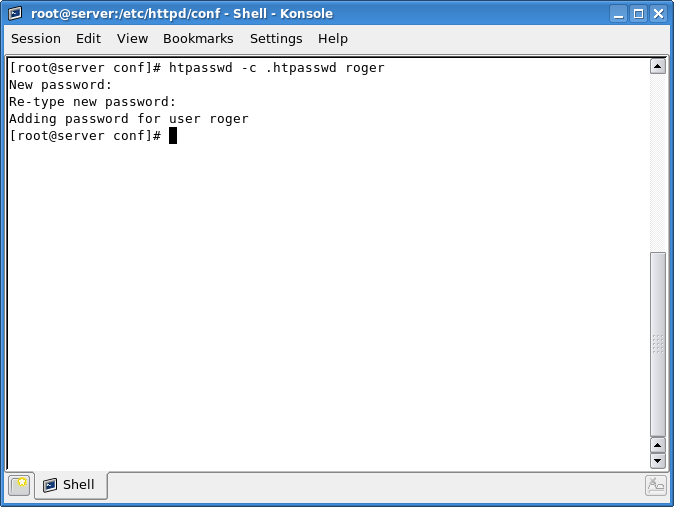 root@server:/etc/httpd/conf - Shell - Konsole
Session Edit View Bookmarks Settings Help
[root@server conf]# htpasswd -c .htpasswd roger
New password:
Re-type new password:
Adding password for user roger
[root@server conf]#
Shell